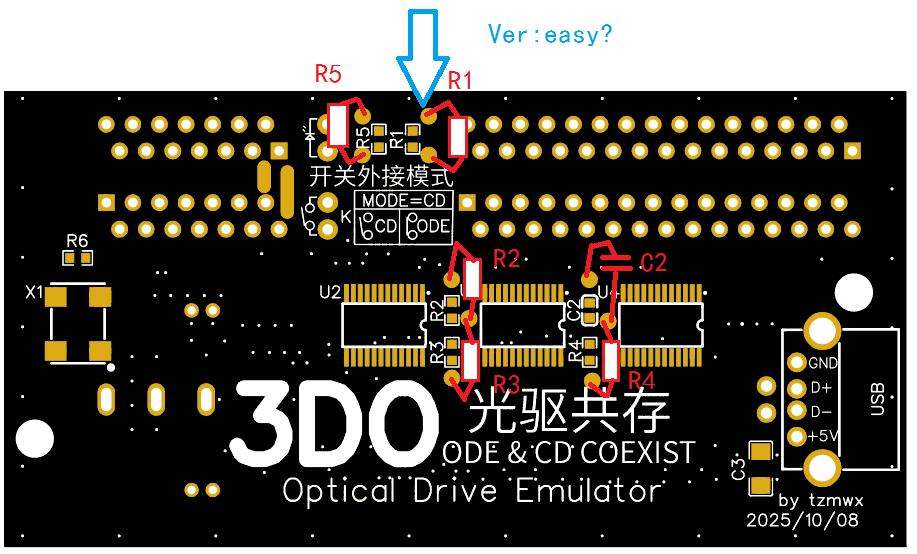 Ver:easy?
R5
R1
R5
R1
开关外接模式
MODE=CD
K
CD
ODE
R6
R2
C2
X1
U2
R2
C2
R3
R4
R3
R4
GND
D+
D-
+5V
USB
3DO
光驱共存
ODE & CD COEXIST
Optical Drive Emulator
C3
by tzmwx
2025/10/08